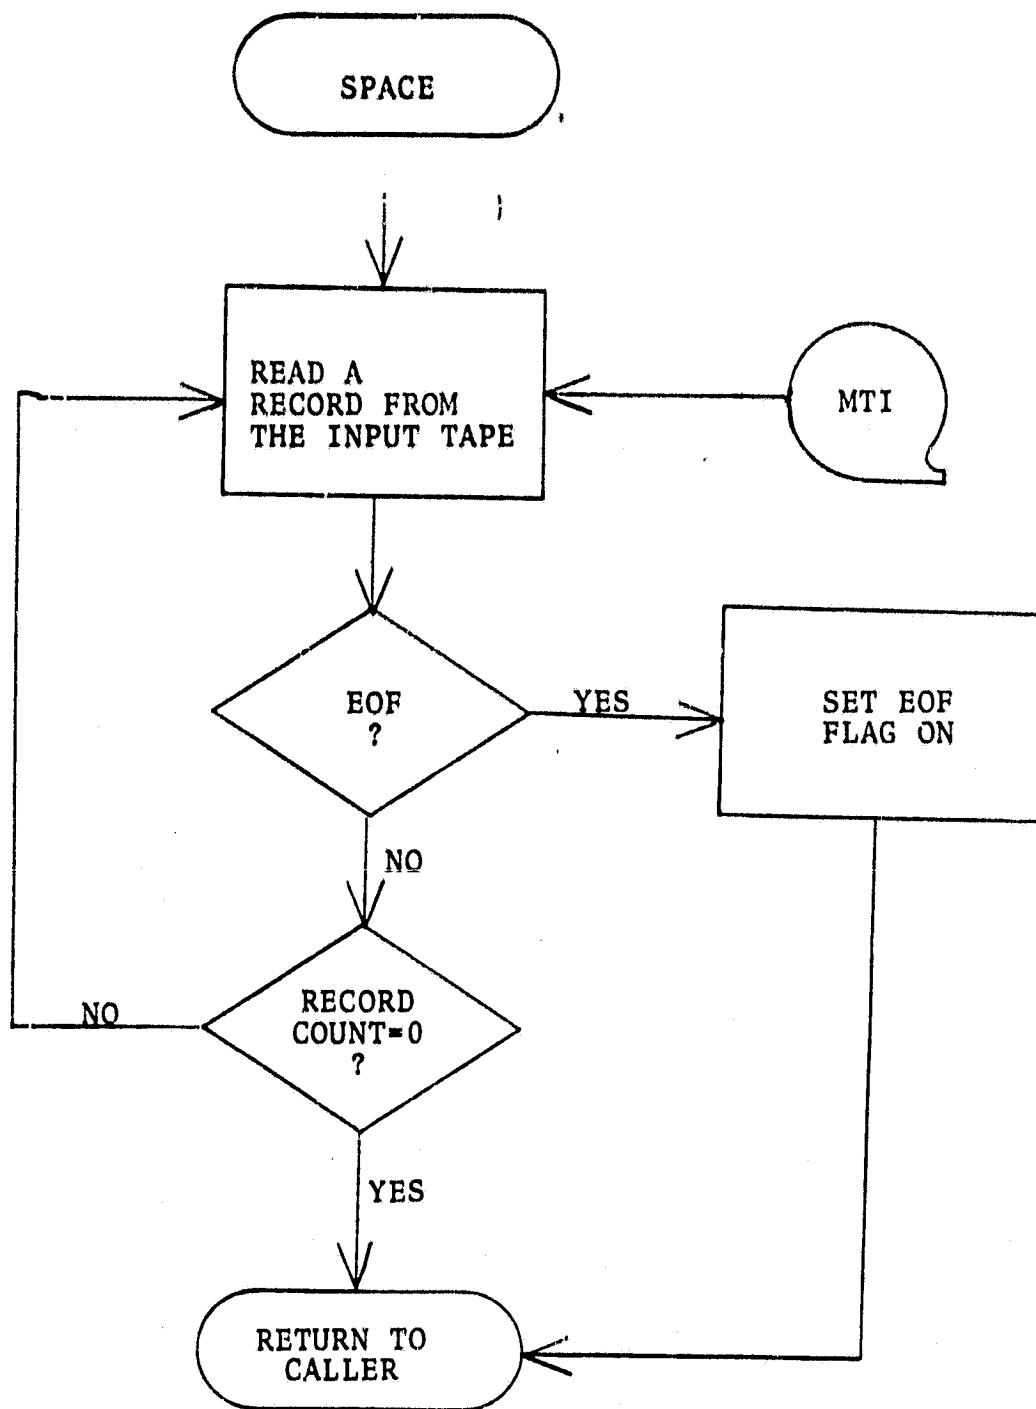 SPACE
READ A
RECORD FROM
THE INPUT TAPE
MTI
EOF
?
YES
SET EOF
FLAG ON
NO
RECORD
COUNT=0
?
NO
YES
RETURN TO
CALLER